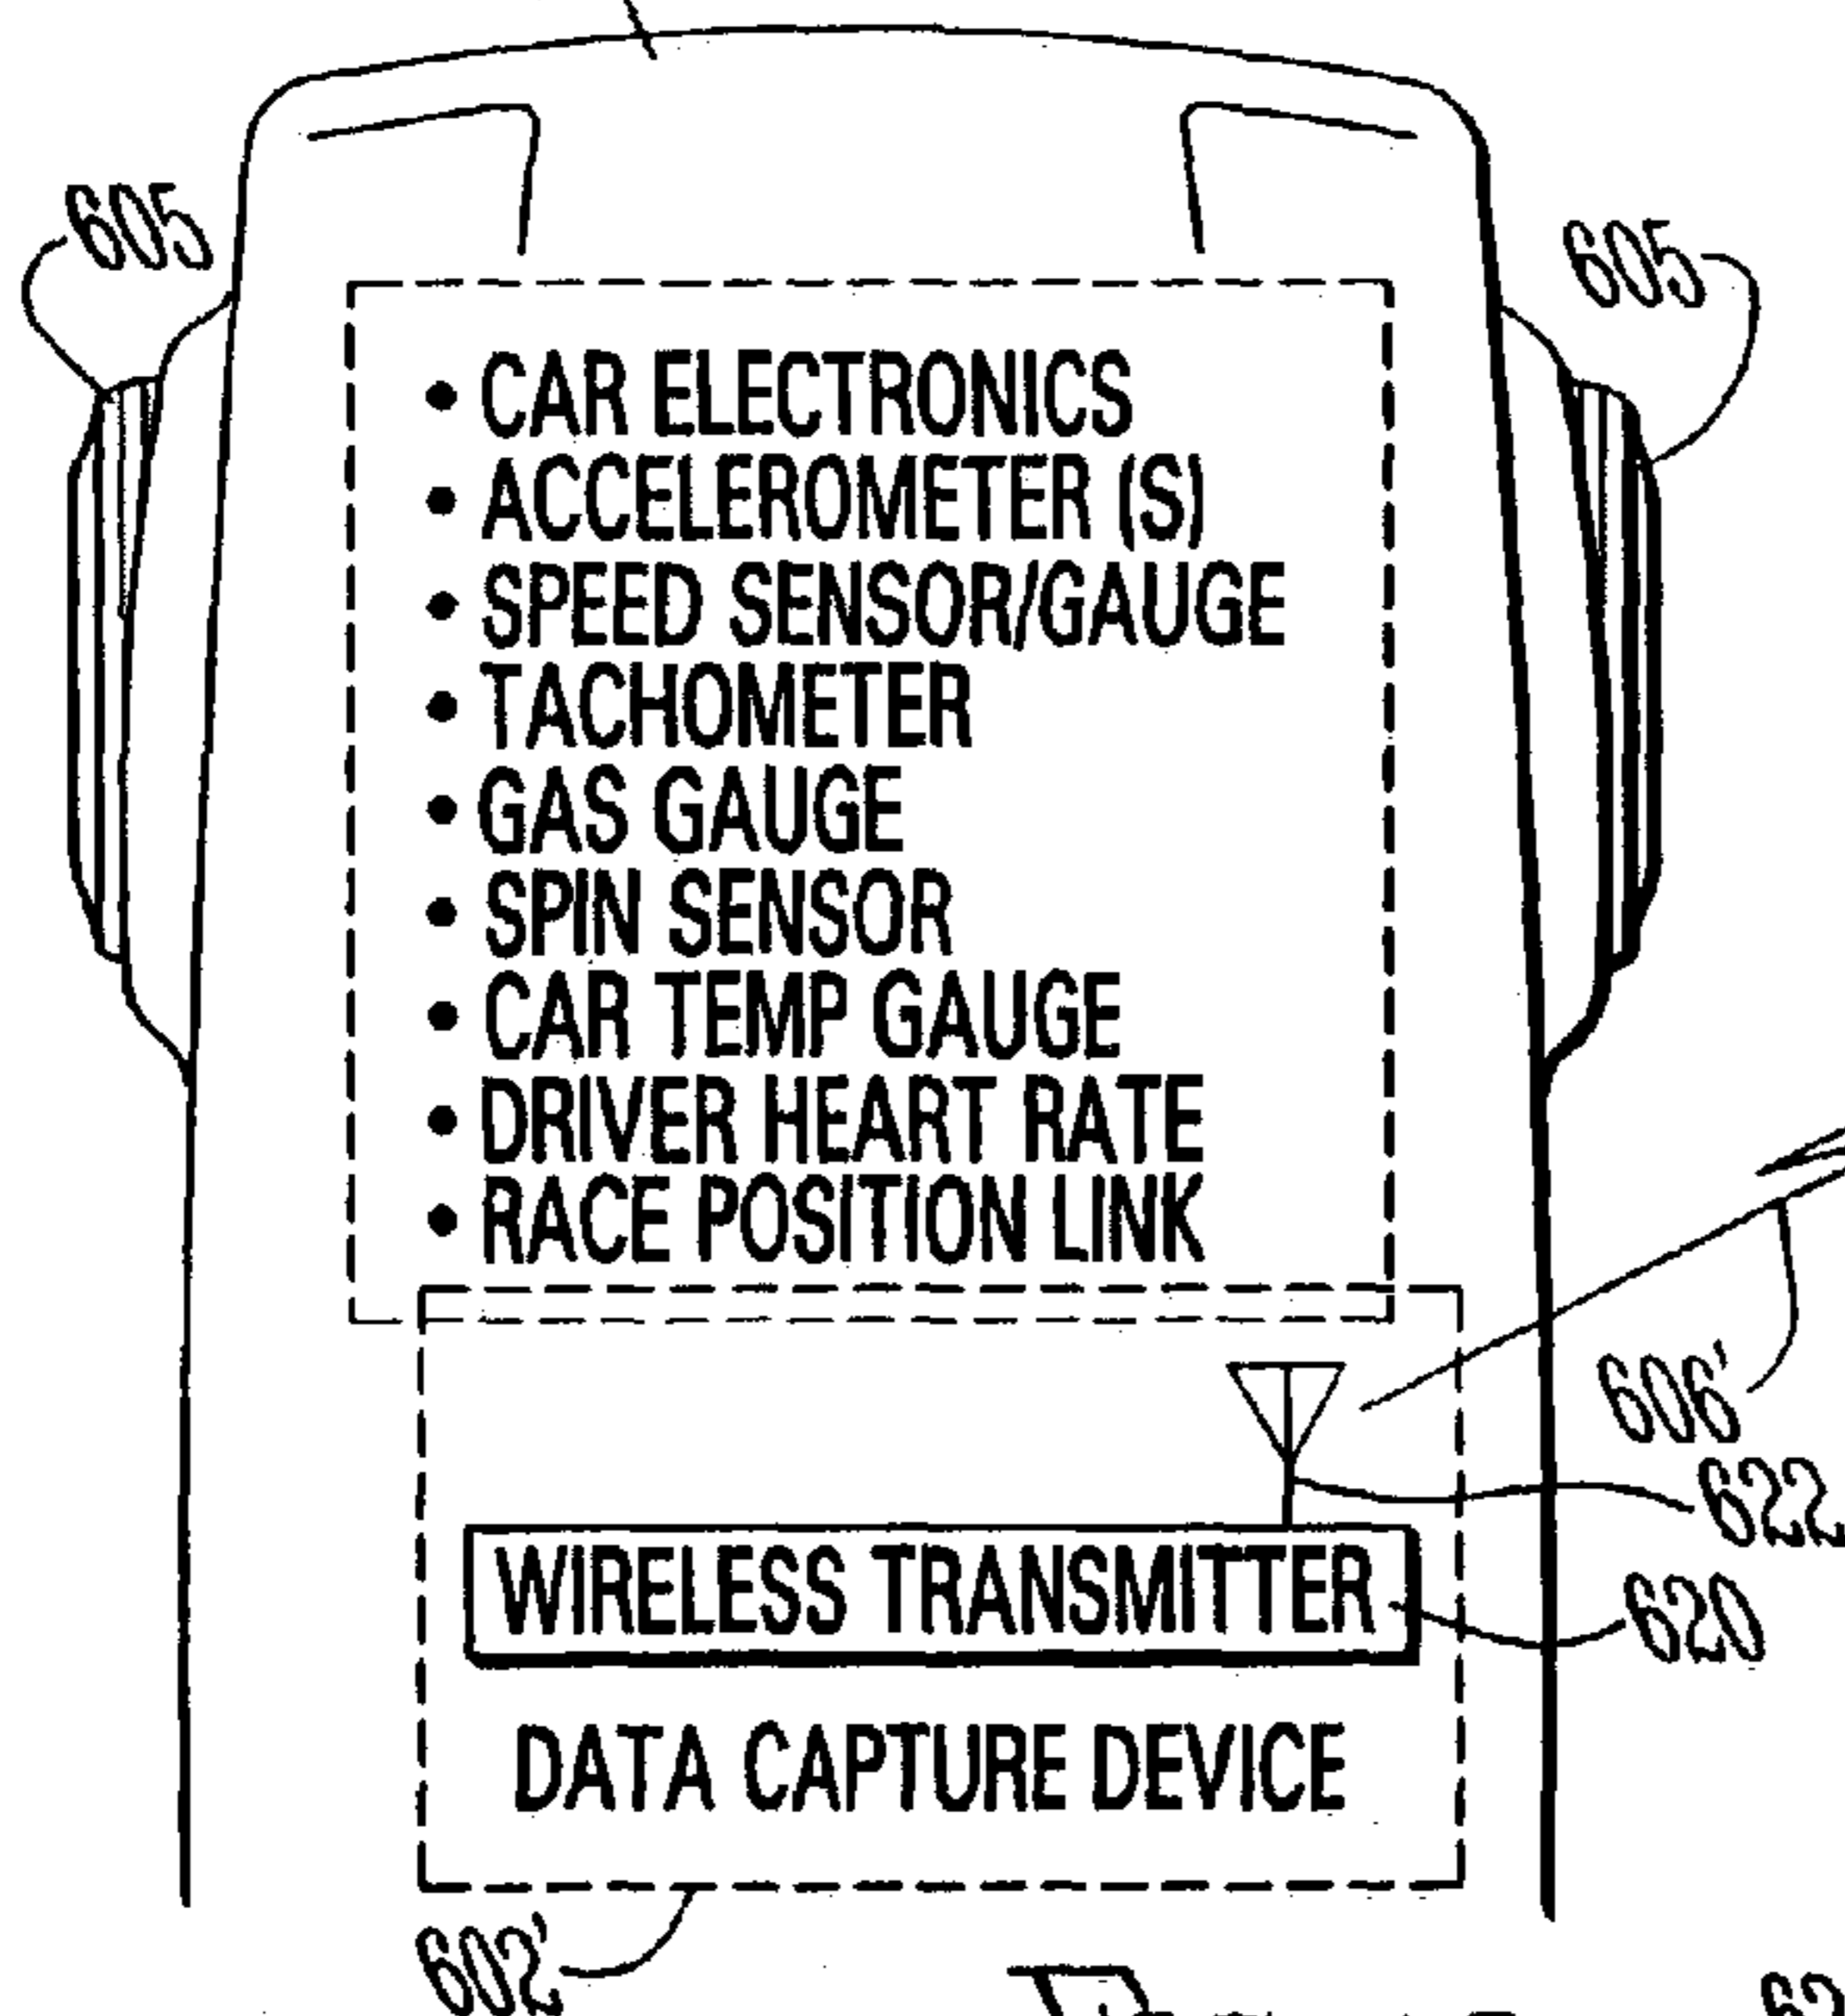 605
605
• CAR ELECTRONICS
• ACCELEROMETER (S)
• SPEED SENSOR/GAUGE
• TACHOMETER
• GAS GAUGE
• SPIN SENSOR
• CAR TEMP GAUGE
• DRIVER HEART RATE
• RACE POSITION LINK
606'
622
WIRELESS TRANSMITTER
620
DATA CAPTURE DEVICE
602'